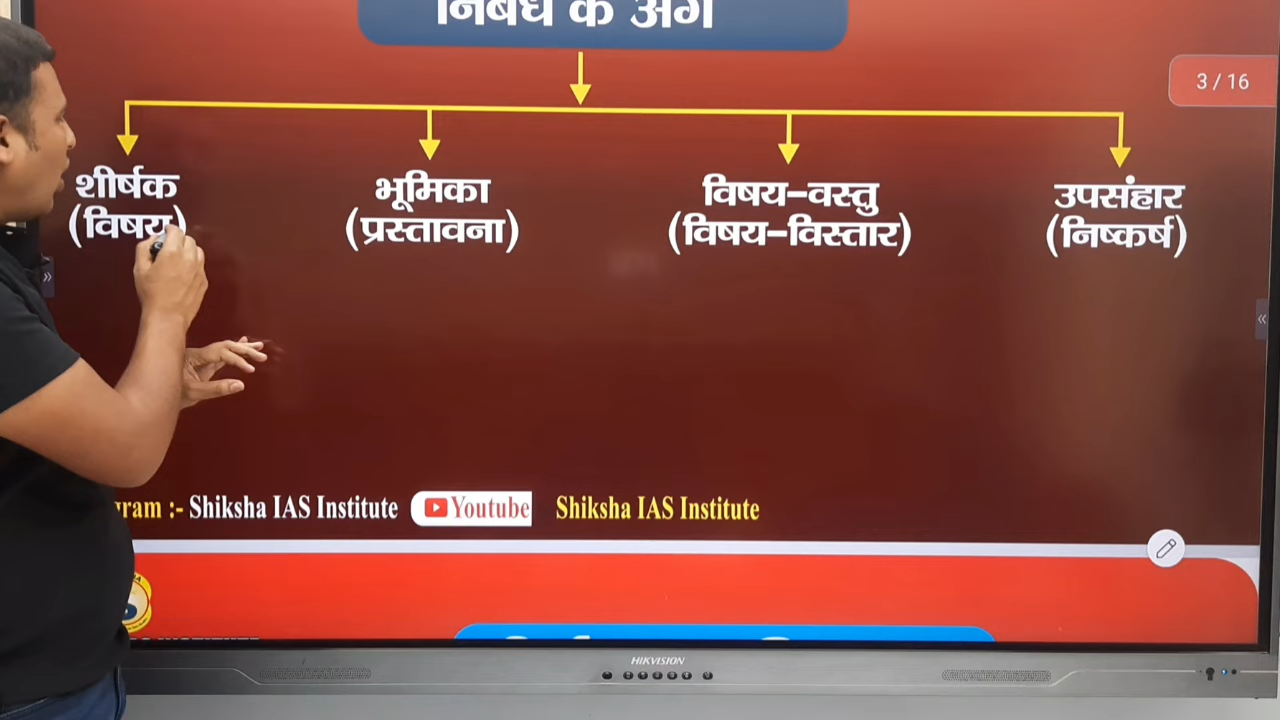 निबंध के अंग
3 / 16
शीर्षक
(विषय)
भूमिका
(प्रस्तावना)
विषय-वस्तु
(विषय-विस्तार)
उपसंहार
(निष्कर्ष)
gram :- Shiksha IAS Institute Youtube Shiksha IAS Institute
HIKVISION